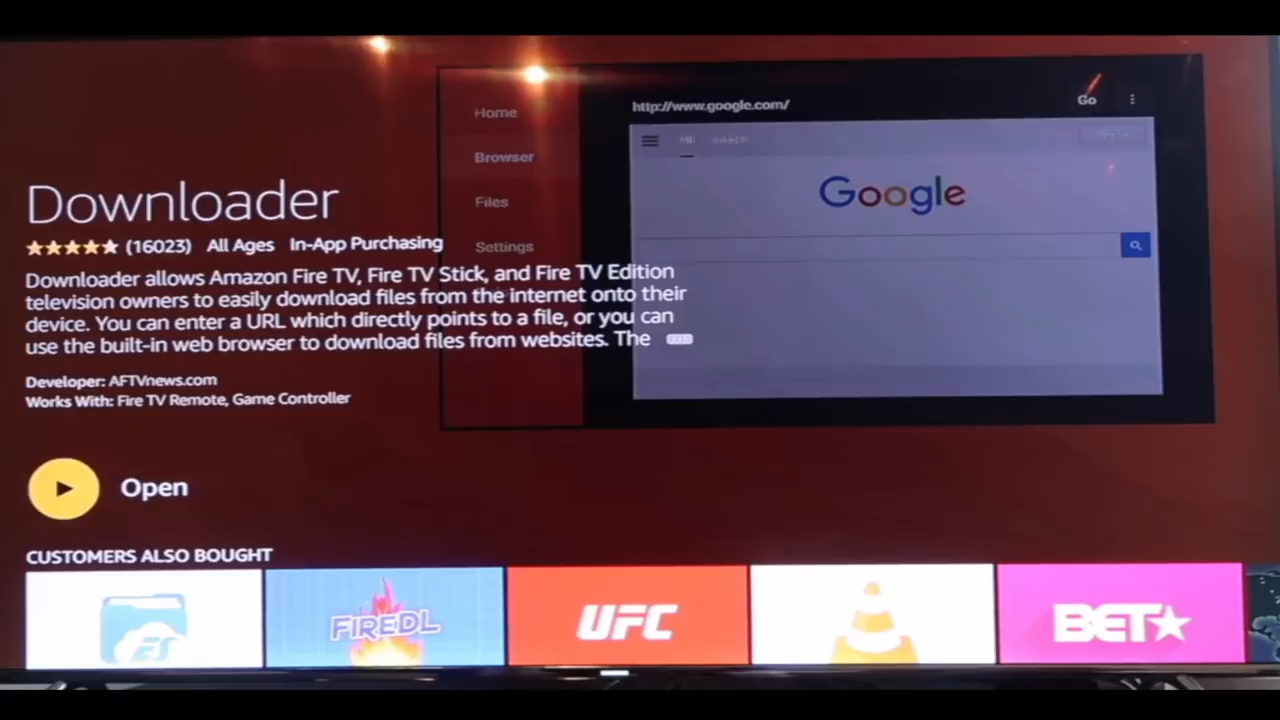 Home
http://www.google.com/
Go
Browser
Files
Settings
Google
Downloader
(16023) All Ages In-App Purchasing
Downloader allows Amazon Fire TV, Fire TV Stick, and Fire TV Edition
television owners to easily download files from the internet onto their
device. You can enter a URL which directly points to a file, or you can
use the built-in web browser to download files from websites. The
Developer: AFTVnews.com
Works With: Fire TV Remote, Game Controller
Open
CUSTOMERS ALSO BOUGHT
ES
FIREDL
UFC
BET